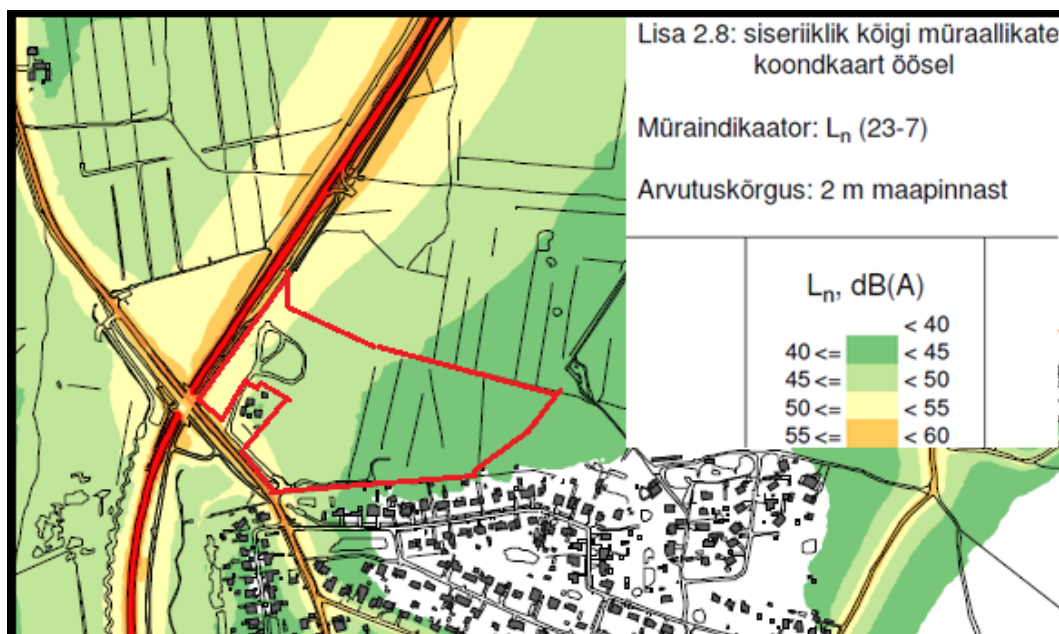 Lisa 2.8: siseriiklik kõigi müraallikate
koondkaart öösel
Müraindikaator: Ln (23-7)
Arvutuskõrgus: 2 m maapinnast
Ln, dB(A)
< 40
40 <= < 45
45 <= < 50
50 <= < 55
55 <= < 60